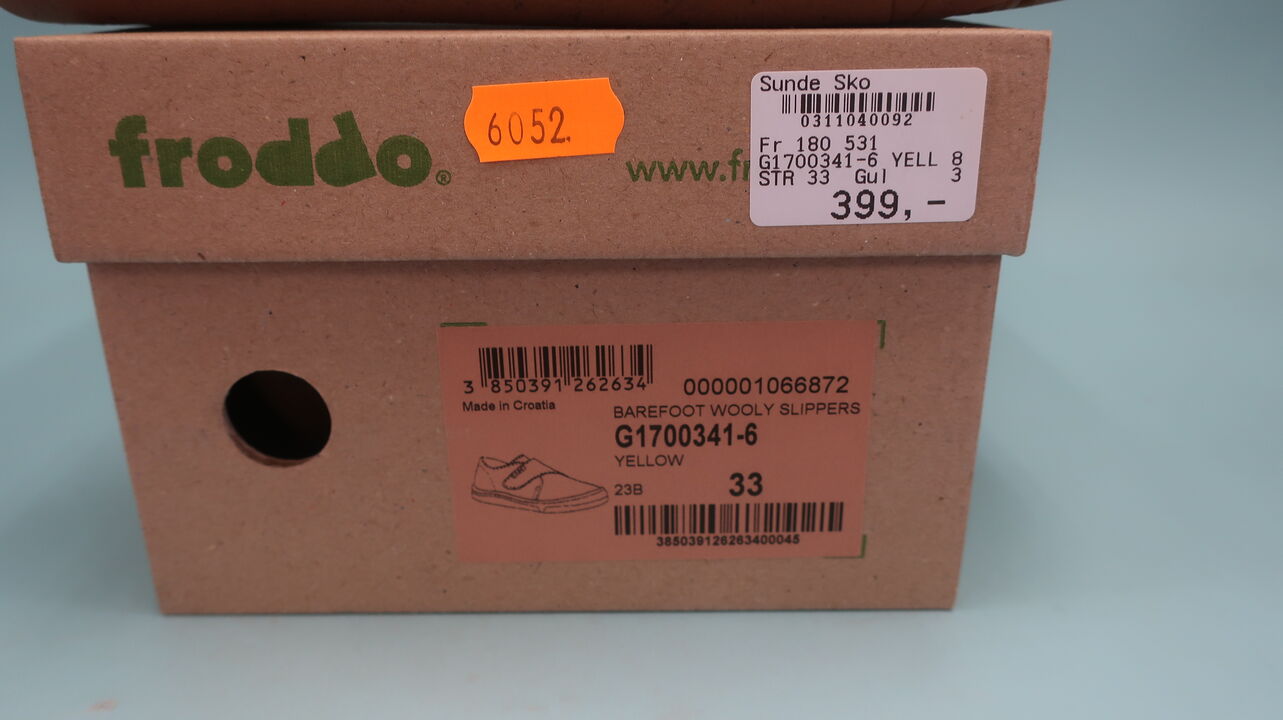 froddo®
6052.
www.fr
Sunde Sko
0311040092
Fr 180 531
G1700341-6 YELL 8
STR 33 Gul 3
399,-
3 850391 262634
000001066872
Made in Croatia
BAREFOOT WOOLY SLIPPERS
G1700341-6
YELLOW
23B 33
385039126263400045